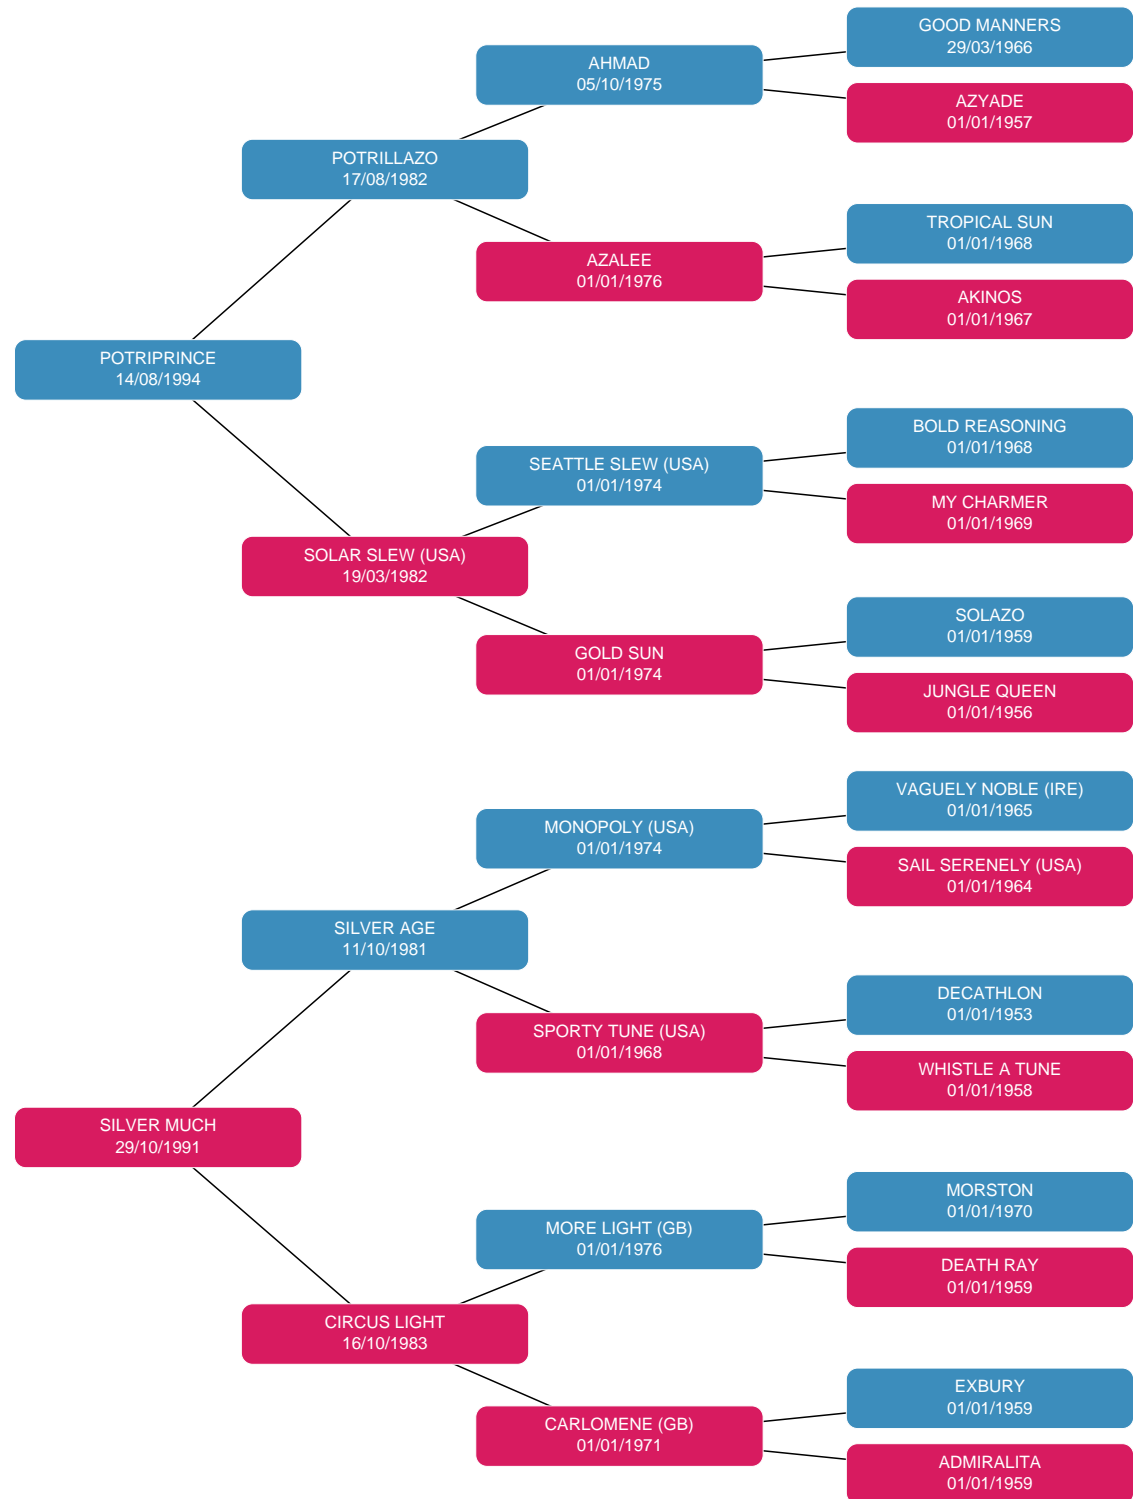 GOOD MANNERS
29/03/1966
AHMAD
05/10/1975
AZYADE
01/01/1957
POTRILLAZO
17/08/1982
TROPICAL SUN
01/01/1968
AZALEE
01/01/1976
AKINOS
01/01/1967
POTRIPRINCE
14/08/1994
BOLD REASONING
01/01/1968
SEATTLE SLEW (USA)
01/01/1974
MY CHARMER
01/01/1969
SOLAR SLEW (USA)
19/03/1982
SOLAZO
01/01/1959
GOLD SUN
01/01/1974
JUNGLE QUEEN
01/01/1956
VAGUELY NOBLE (IRE)
01/01/1965
MONOPOLY (USA)
01/01/1974
SAIL SERENELY (USA)
01/01/1964
SILVER AGE
11/10/1981
DECATHLON
01/01/1953
SPORTY TUNE (USA)
01/01/1968
WHISTLE A TUNE
01/01/1958
SILVER MUCH
29/10/1991
MORSTON
01/01/1970
MORE LIGHT (GB)
01/01/1976
DEATH RAY
01/01/1959
CIRCUS LIGHT
16/10/1983
EXBURY
01/01/1959
CARLOMENE (GB)
01/01/1971
ADMIRALITA
01/01/1959